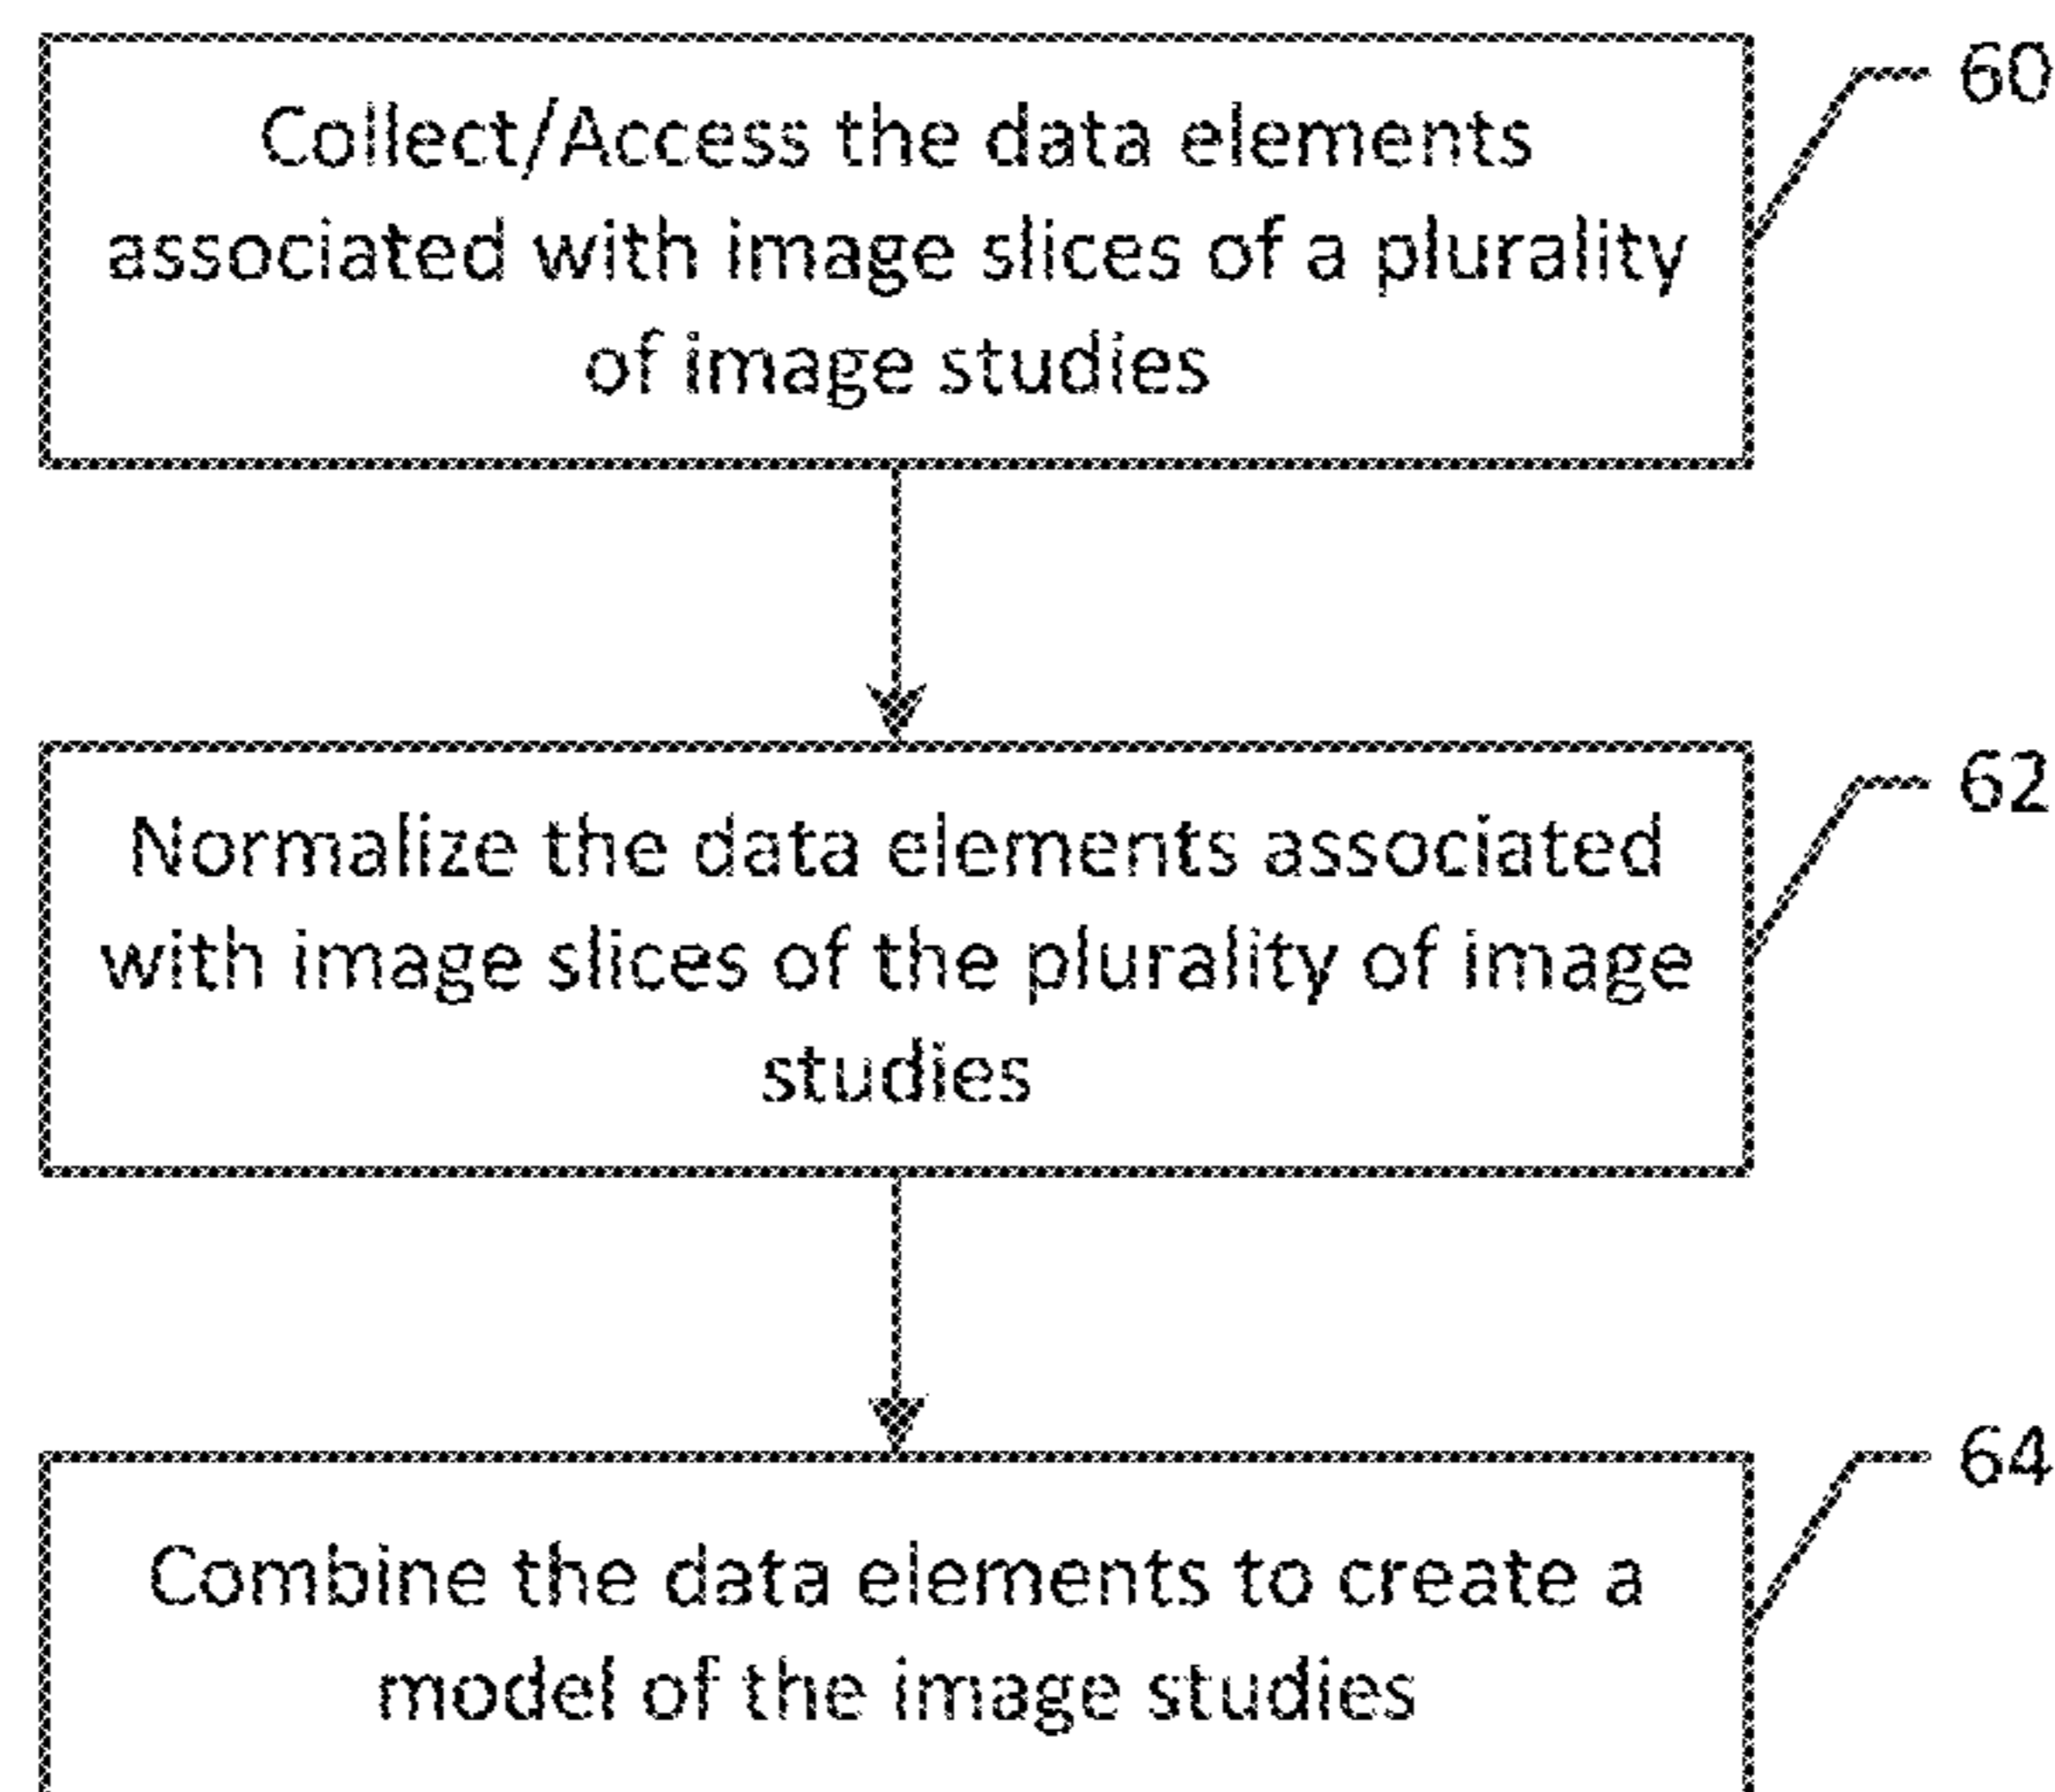 Collect/Access the data elements
associated with image slices of a plurality
of image studies
60
Normalize the data elements associated
with image slices of the plurality of image
studies
62
Combine the data elements to create a
model of the image studies
64